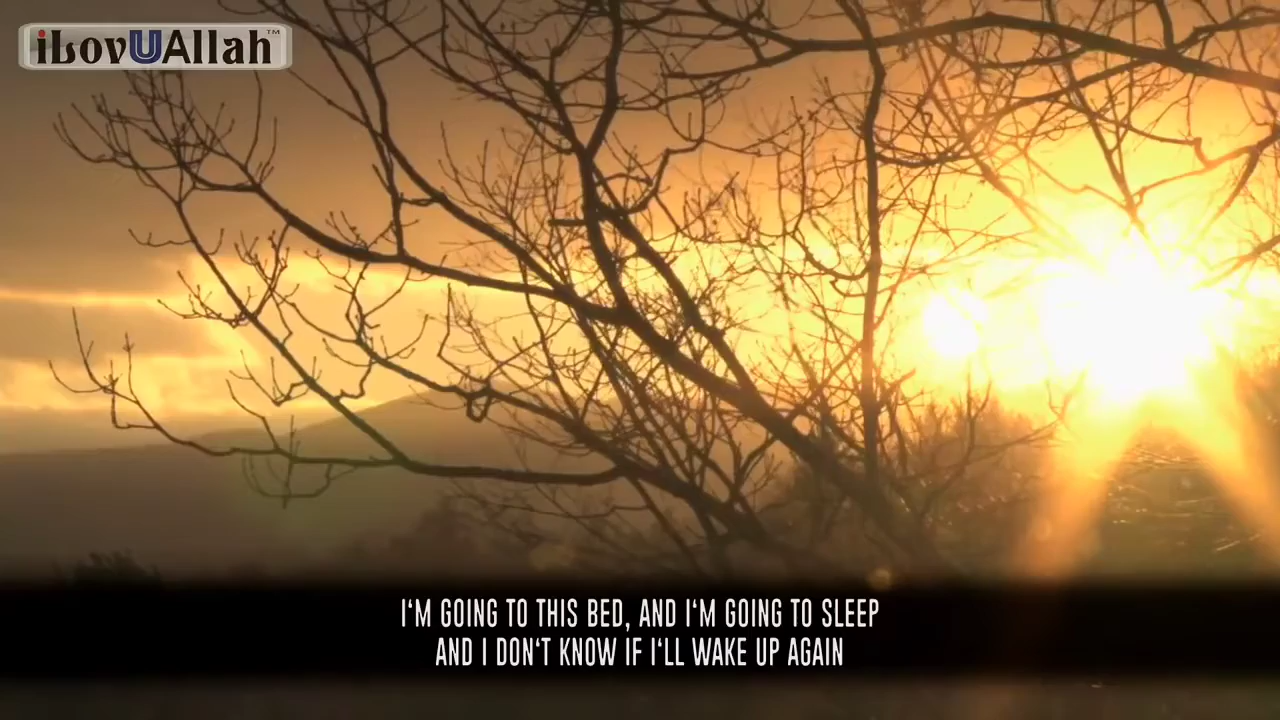 iLovUAllah™
I'M GOING TO THIS BED, AND I'M GOING TO SLEEP
AND I DON'T KNOW IF I'LL WAKE UP AGAIN